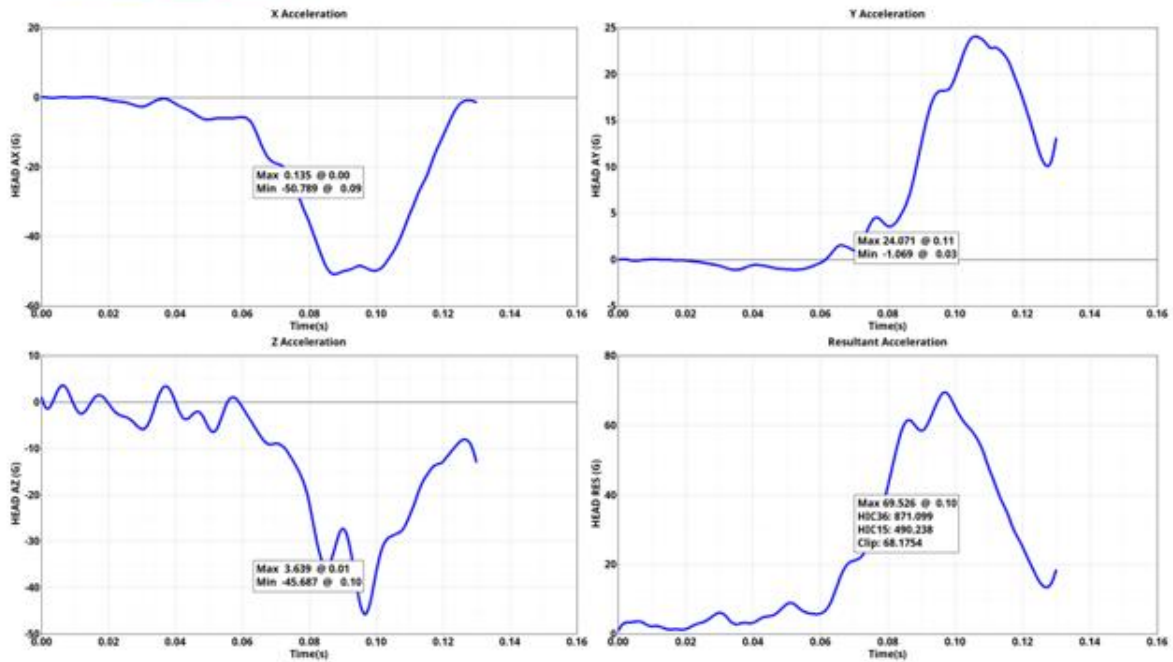 X Acceleration
20
0
-20
-40
-60
HEAD AX (G)
Max 0.135 @ 0.00
Min -50.789 @ 0.09
0.00 0.02 0.04 0.06 0.08 0.10 0.12 0.14 0.16
Time(s)
Y Acceleration
25
20
15
10
5
0
-5
HEAD AY (G)
Max 24.071 @ 0.11
Min -1.069 @ 0.03
0.00 0.02 0.04 0.06 0.08 0.10 0.12 0.14 0.16
Time(s)
Z Acceleration
10
0
-10
-20
-30
-40
-50
HEAD AZ (G)
Max 3.639 @ 0.01
Min -45.687 @ 0.10
0.00 0.02 0.04 0.06 0.08 0.10 0.12 0.14 0.16
Time(s)
Resultant Acceleration
80
60
40
20
0
HEAD RES (G)
Max 69.526 @ 0.10
HIC36: 871.099
HIC15: 490.238
Clip: 68.1754
0.00 0.02 0.04 0.06 0.08 0.10 0.12 0.14 0.16
Time(s)